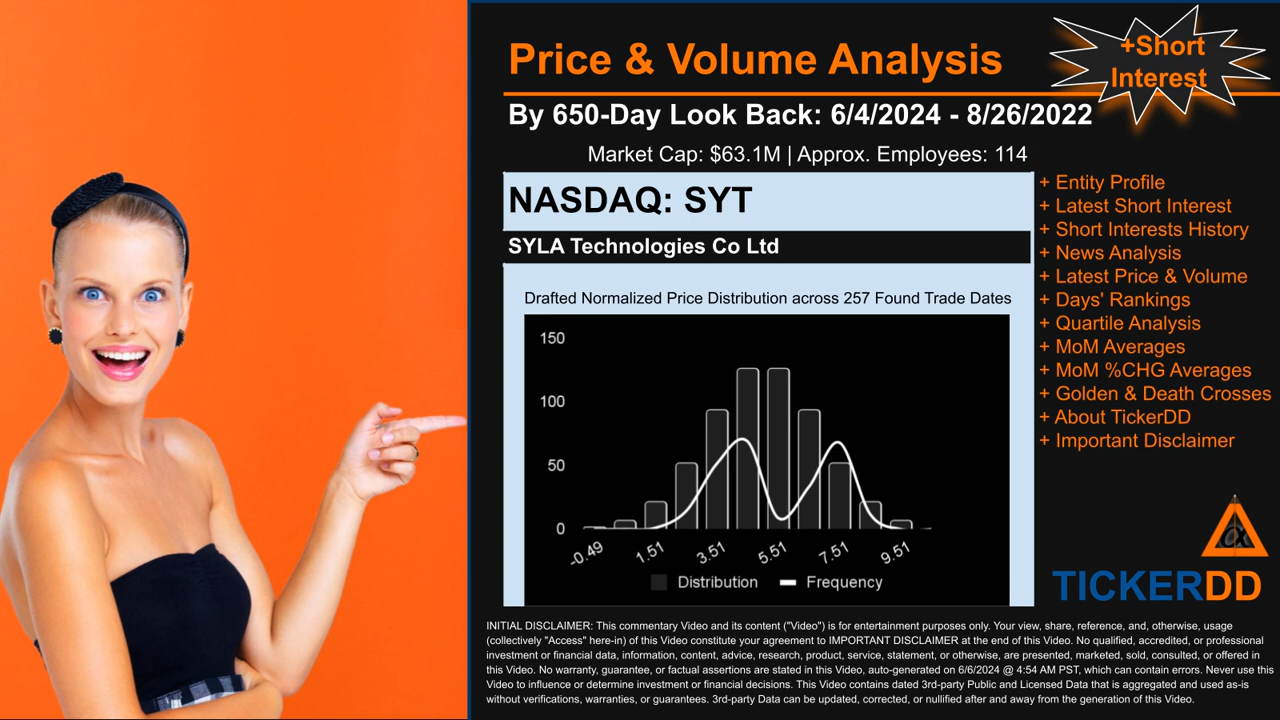 Price & Volume Analysis
+Short
Interest
By 650-Day Look Back: 6/4/2024 - 8/26/2022
Market Cap: $63.1M | Approx. Employees: 114
NASDAQ: SYT
SYLA Technologies Co Ltd
Drafted Normalized Price Distribution across 257 Found Trade Dates
150
100
50
0
-0.49
1.51
3.51
5.51
7.51
9.51
Distribution
Frequency
+ Entity Profile
+ Latest Short Interest
+ Short Interests History
+ News Analysis
+ Latest Price & Volume
+ Days' Rankings
+ Quartile Analysis
+ MoM Averages
+ MoM %CHG Averages
+ Golden & Death Crosses
+ About TickerDD
+ Important Disclaimer
TICKERDD
INITIAL DISCLAIMER: This commentary Video and its content ("Video") is for entertainment purposes only. Your view, share, reference, and, otherwise, usage
(collectively "Access" here-in) of this Video constitute your agreement to IMPORTANT DISCLAIMER at the end of this Video. No qualified, accredited, or professional
investment or financial data, information, content, advice, research, product, service, statement, or otherwise, are presented, marketed, sold, consulted, or offered in
this Video. No warranty, guarantee, or factual assertions are stated in this Video, auto-generated on 6/6/2024 @ 4:54 AM PST, which can contain errors. Never use this
Video to influence or determine investment or financial decisions. This Video contains dated 3rd-party Public and Licensed Data that is aggregated and used as-is
without verifications, warranties, or guarantees. 3rd-party Data can be updated, corrected, or nullified after and away from the generation of this Video.